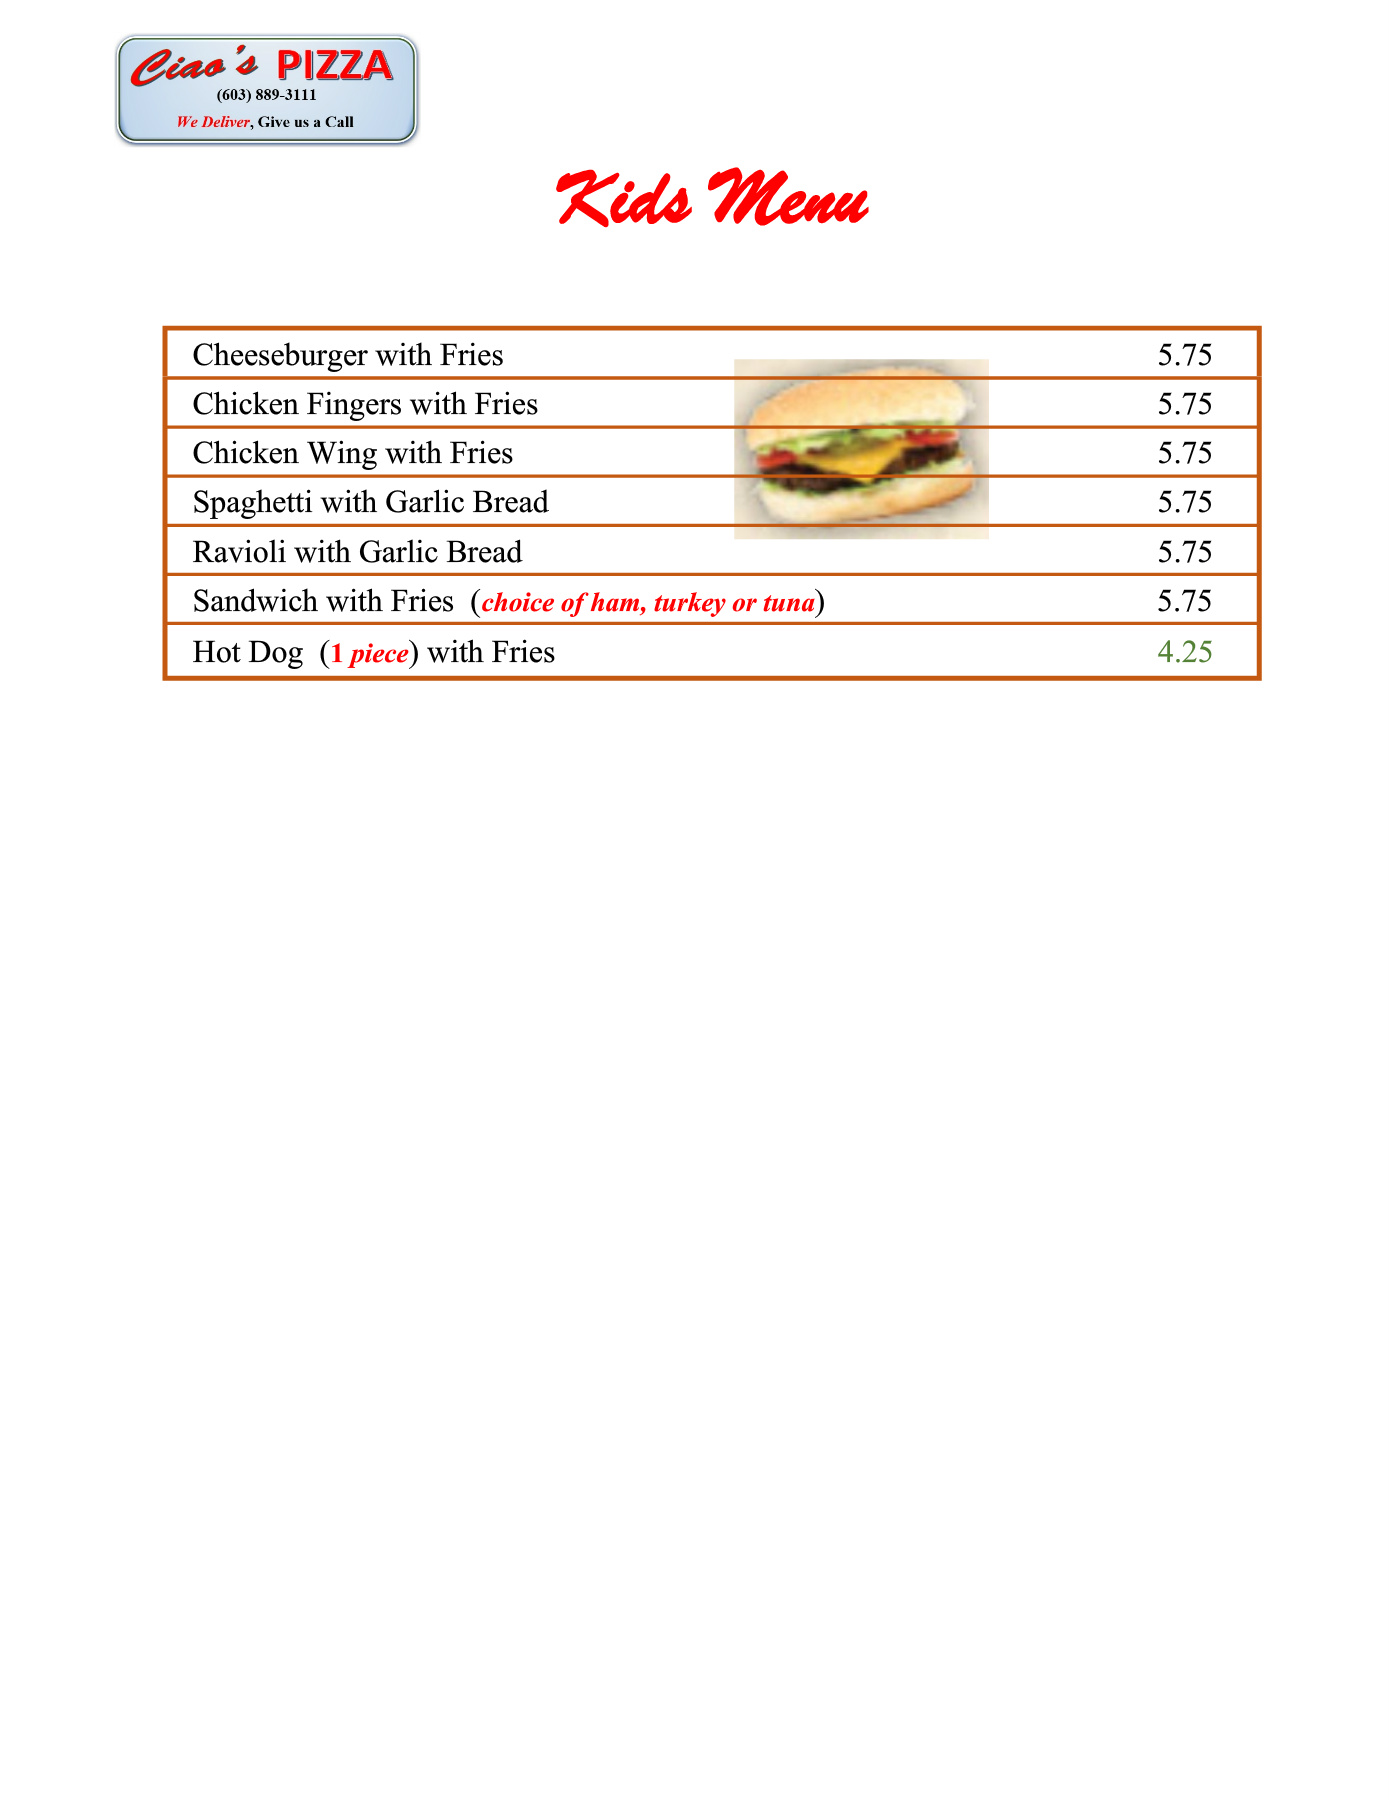 Ciao's PIZZA
(603) 889-3111
We Deliver, Give us a Call
Kids Menu
Cheeseburger with Fries 5.75
Chicken Fingers with Fries 5.75
Chicken Wing with Fries 5.75
Spaghetti with Garlic Bread 5.75
Ravioli with Garlic Bread 5.75
Sandwich with Fries (choice of ham, turkey or tuna) 5.75
Hot Dog (1 piece) with Fries 4.25